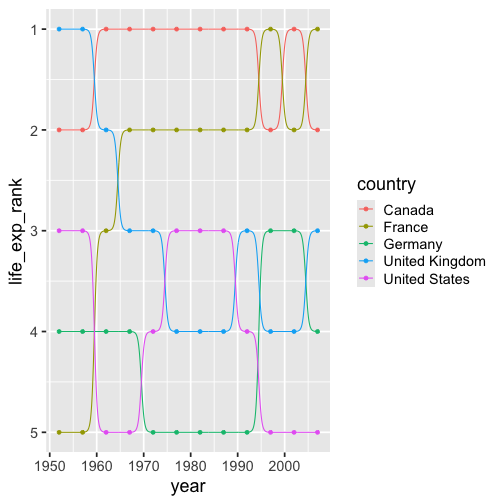 1
2
3
4
5
life_exp_rank
1950 1960 1970 1980 1990 2000
year
country
Canada
France
Germany
United Kingdom
United States